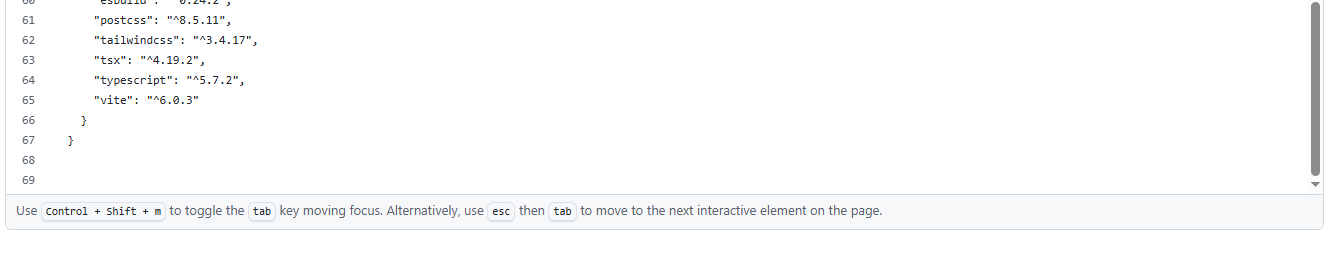 61 "postcss": "^8.5.11",
62 "tailwindcss": "^3.4.17",
63 "tsx": "^4.19.2",
64 "typescript": "^5.7.2",
65 "vite": "^6.0.3"
66 }
67 }
68
69
Use Control + Shift + m to toggle the tab key moving focus. Alternatively, use esc then tab to move to the next interactive element on the page.